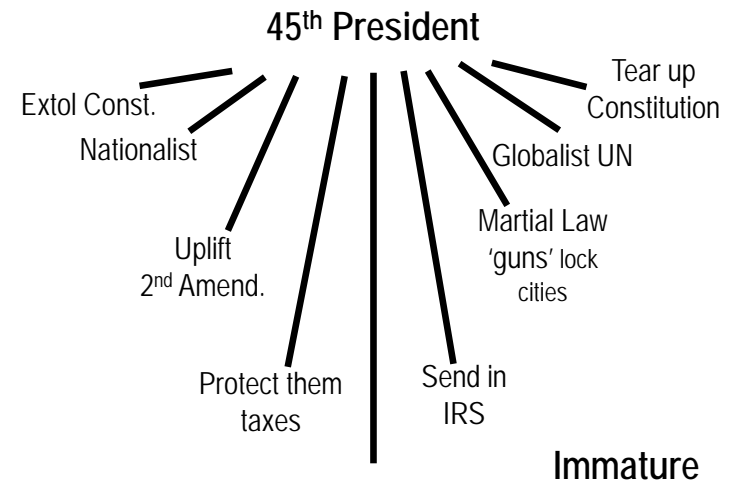 45th President
Extol Const.
Nationalist
Uplift
2nd Amend.
Protect them
taxes
Tear up
Constitution
Globalist UN
Martial Law
'guns' lock
cities
Send in
IRS
Immature